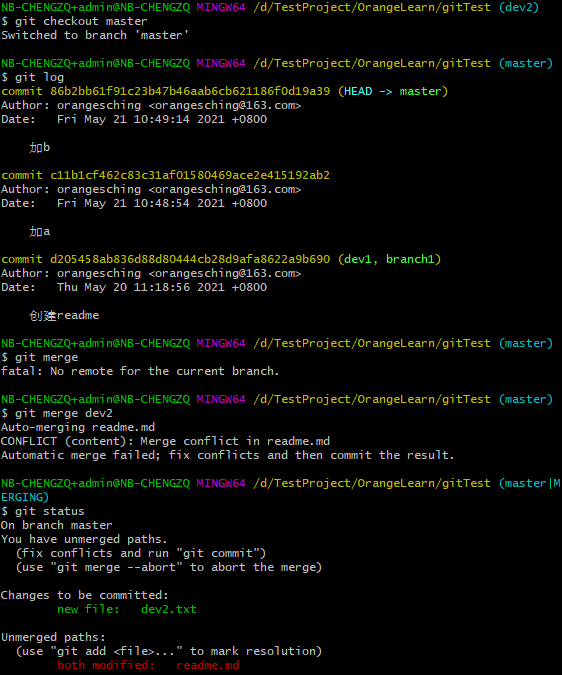 NB-CHENGZQ+admin@NB-CHENGZQ MINGW64 /d/TestProject/OrangeLearn/gitTest (dev2)
$ git checkout master
Switched to branch 'master'
NB-CHENGZQ+admin@NB-CHENGZQ MINGW64 /d/TestProject/OrangeLearn/gitTest (master)
$ git log
commit 86b2bb61f91c23b47b46aab6cb621186f0d19a39 (HEAD -> master)
Author: orangesching <orangesching@163.com>
Date:   Fri May 21 10:49:14 2021 +0800
    加b
commit c11b1cf462c83c31af01580469ace2e415192ab2
Author: orangesching <orangesching@163.com>
Date:   Fri May 21 10:48:54 2021 +0800
    加a
commit d205458ab836d88d80444cb28d9afa8622a9b690 (dev1, branch1)
Author: orangesching <orangesching@163.com>
Date:   Thu May 20 11:18:56 2021 +0800
    创建readme
NB-CHENGZQ+admin@NB-CHENGZQ MINGW64 /d/TestProject/OrangeLearn/gitTest (master)
$ git merge
fatal: No remote for the current branch.
NB-CHENGZQ+admin@NB-CHENGZQ MINGW64 /d/TestProject/OrangeLearn/gitTest (master)
$ git merge dev2
Auto-merging readme.md
CONFLICT (content): Merge conflict in readme.md
Automatic merge failed; fix conflicts and then commit the result.
NB-CHENGZQ+admin@NB-CHENGZQ MINGW64 /d/TestProject/OrangeLearn/gitTest (master|M
ERGING)
$ git status
On branch master
You have unmerged paths.
  (fix conflicts and run "git commit")
  (use "git merge --abort" to abort the merge)
Changes to be committed:
        new file:   dev2.txt
Unmerged paths:
  (use "git add <file>..." to mark resolution)
        both modified:   readme.md